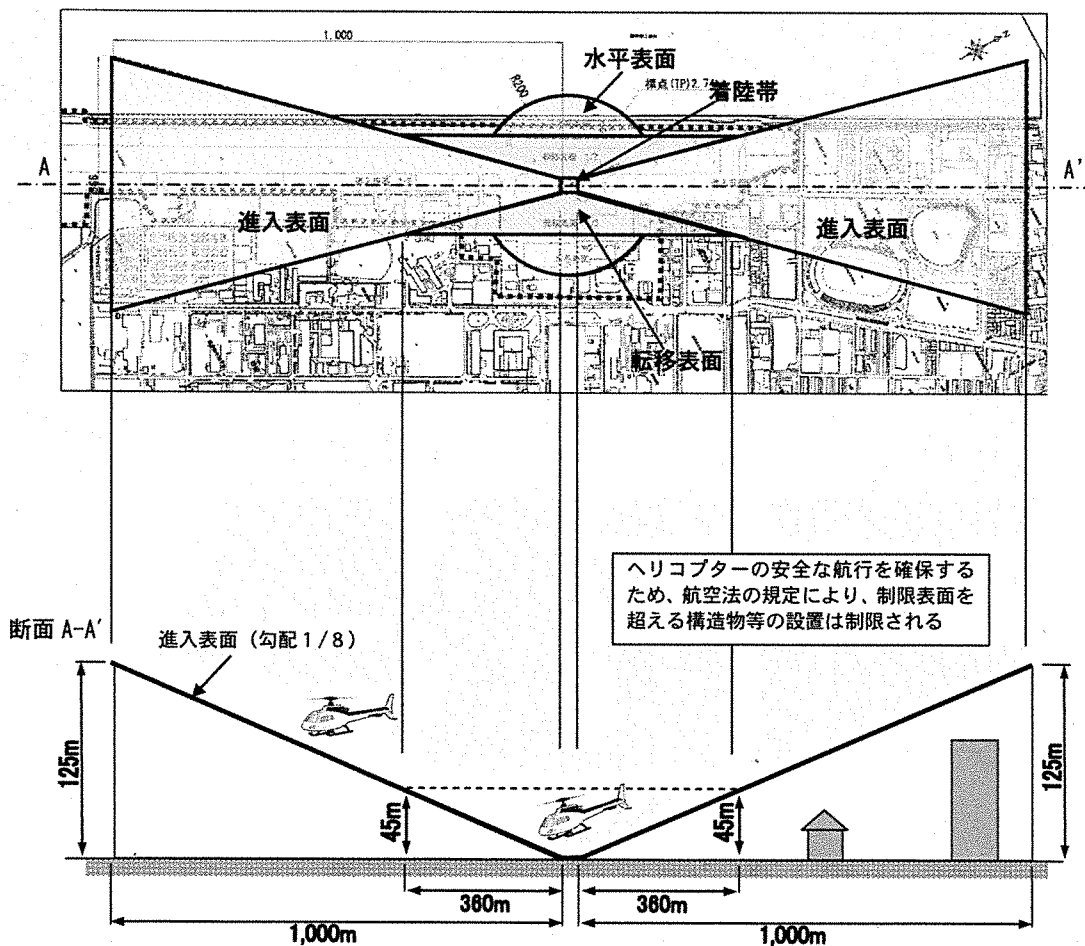 1,000
水平表面
R200
標点(TP)2.74
着陸帯
A
A'
進入表面
進入表面
転移表面
ヘリコプターの安全な航行を確保する
ため、航空法の規定により、制限表面を
超える構造物等の設置は制限される
断面 A-A'
進入表面（勾配１/８）
125m
45m
45m
125m
360m
360m
1,000m
1,000m